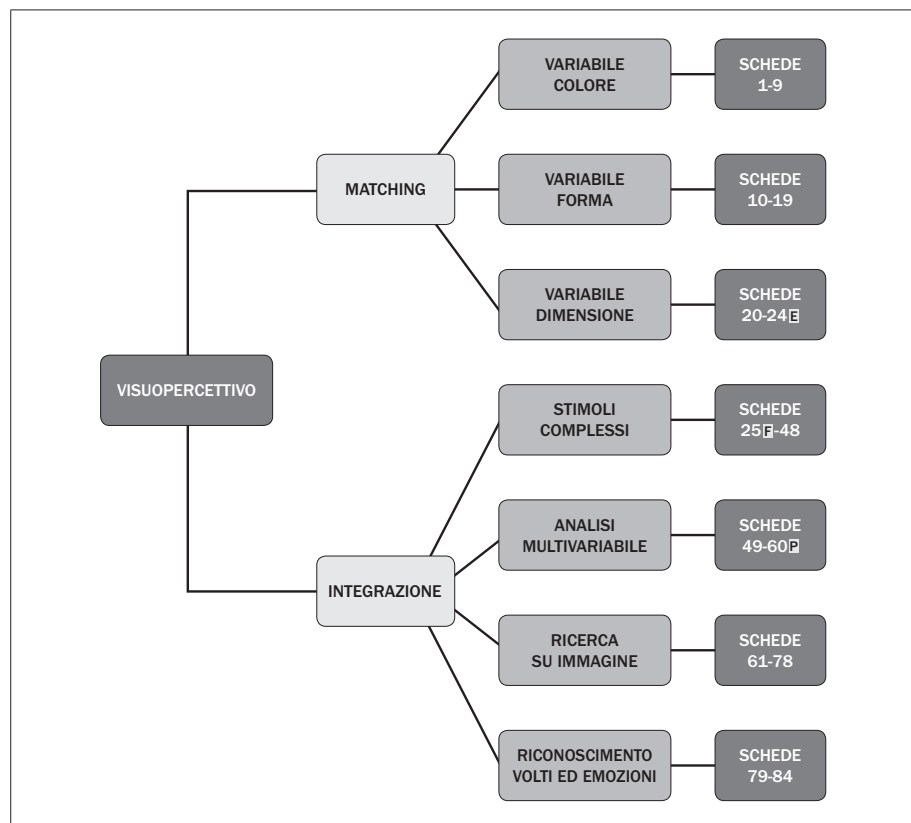 VARIABILE
COLORE
SCHEDE
1-9
MATCHING
VARIABILE
FORMA
SCHEDE
10-19
VARIABILE
DIMENSIONE
SCHEDE
20-24 E
VISUOPERCETTIVO
STIMOLI
COMPLESSI
SCHEDE
25 F-48
ANALISI
MULTIVARIABILE
SCHEDE
49-60 P
INTEGRAZIONE
RICERCA
SU IMMAGINE
SCHEDE
61-78
RICONOSCIMENTO
VOLTI ED EMOZIONI
SCHEDE
79-84